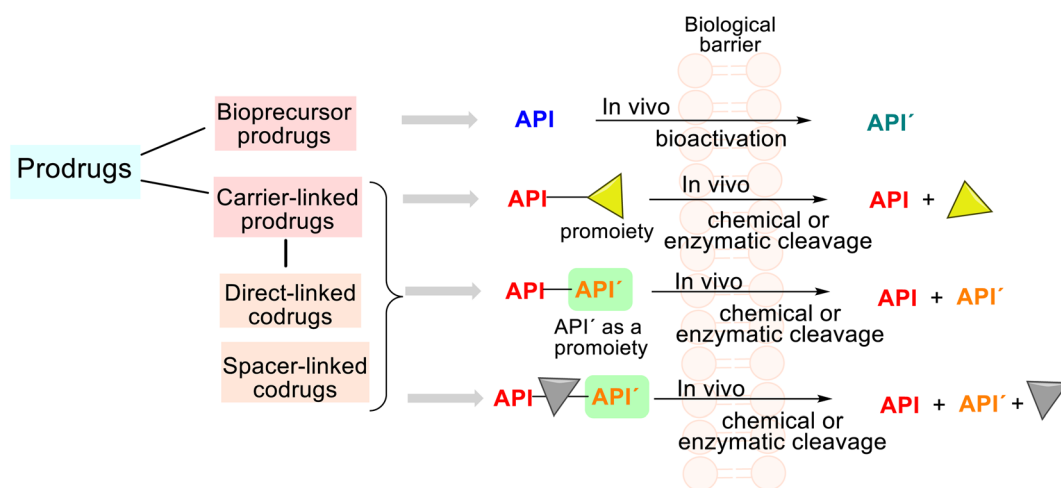 Biological
barrier
Prodrugs
Bioprecursor
prodrugs
API
In vivo
bioactivation
API´
Carrier-linked
prodrugs
API
promoiety
In vivo
chemical or
enzymatic cleavage
API +
Direct-linked
codrugs
API API´
API´ as a
promoiety
In vivo
chemical or
enzymatic cleavage
API + API´
Spacer-linked
codrugs
API API´
In vivo
chemical or
enzymatic cleavage
API + API´ +